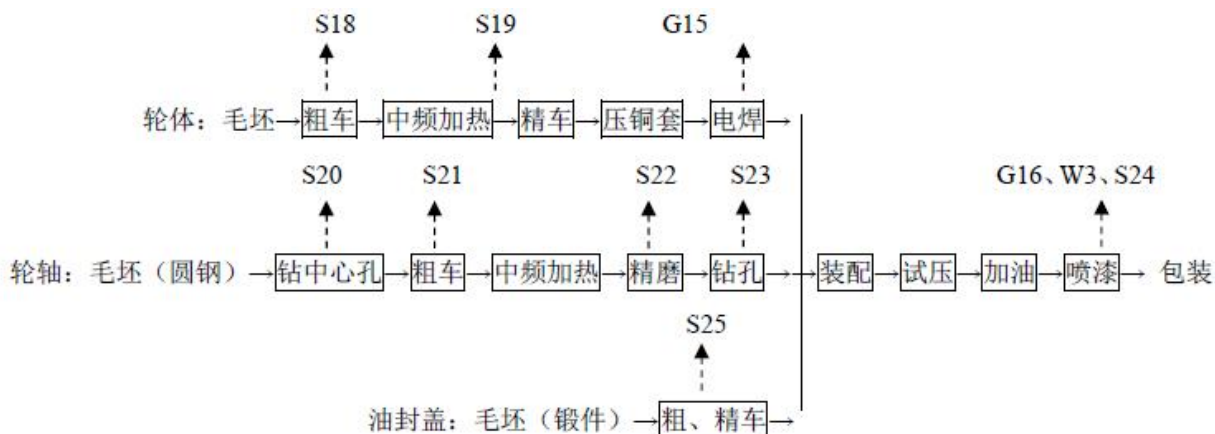 S18 S19 G15
轮体：毛坯→粗车→中频加热→精车→压铜套→电焊→
S20 S21 S22 S23 G16、W3、S24
轮轴：毛坯（圆钢）→钻中心孔→粗车→中频加热→精磨→钻孔→→装配→试压→加油→喷漆→ 包装
S25
油封盖：毛坯（锻件）→粗、精车→